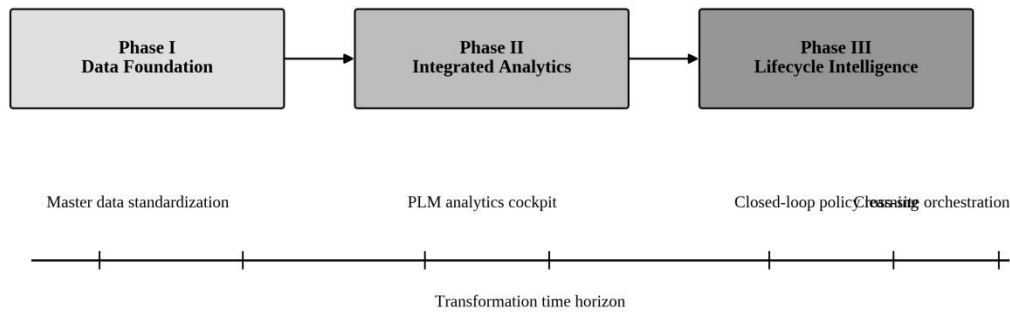 Phase I
Data Foundation
Phase II
Integrated Analytics
Phase III
Lifecycle Intelligence
Master data standardization
PLM analytics cockpit
Closed-loop policy learning
Cross-site orchestration
Transformation time horizon